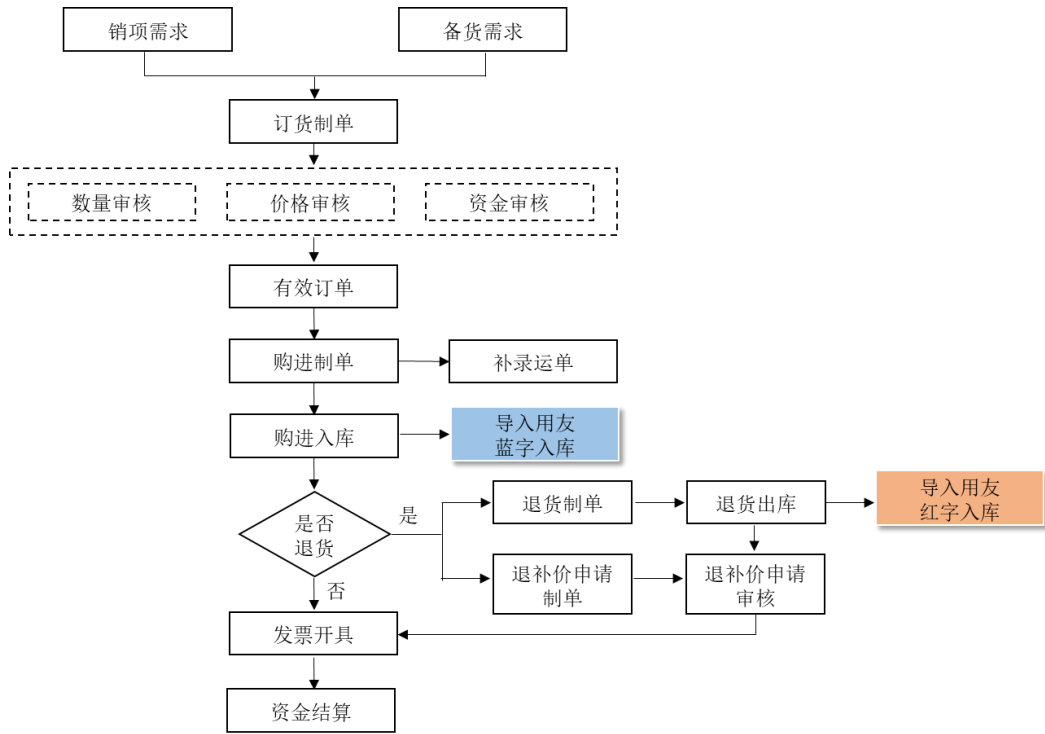 销项需求
备货需求
订货制单
数量审核
价格审核
资金审核
有效订单
购进制单
补录运单
购进入库
导入用友
蓝字入库
是否
退货
是
退货制单
退货出库
导入用友
红字入库
退补价申请
制单
退补价申请
审核
否
发票开具
资金结算